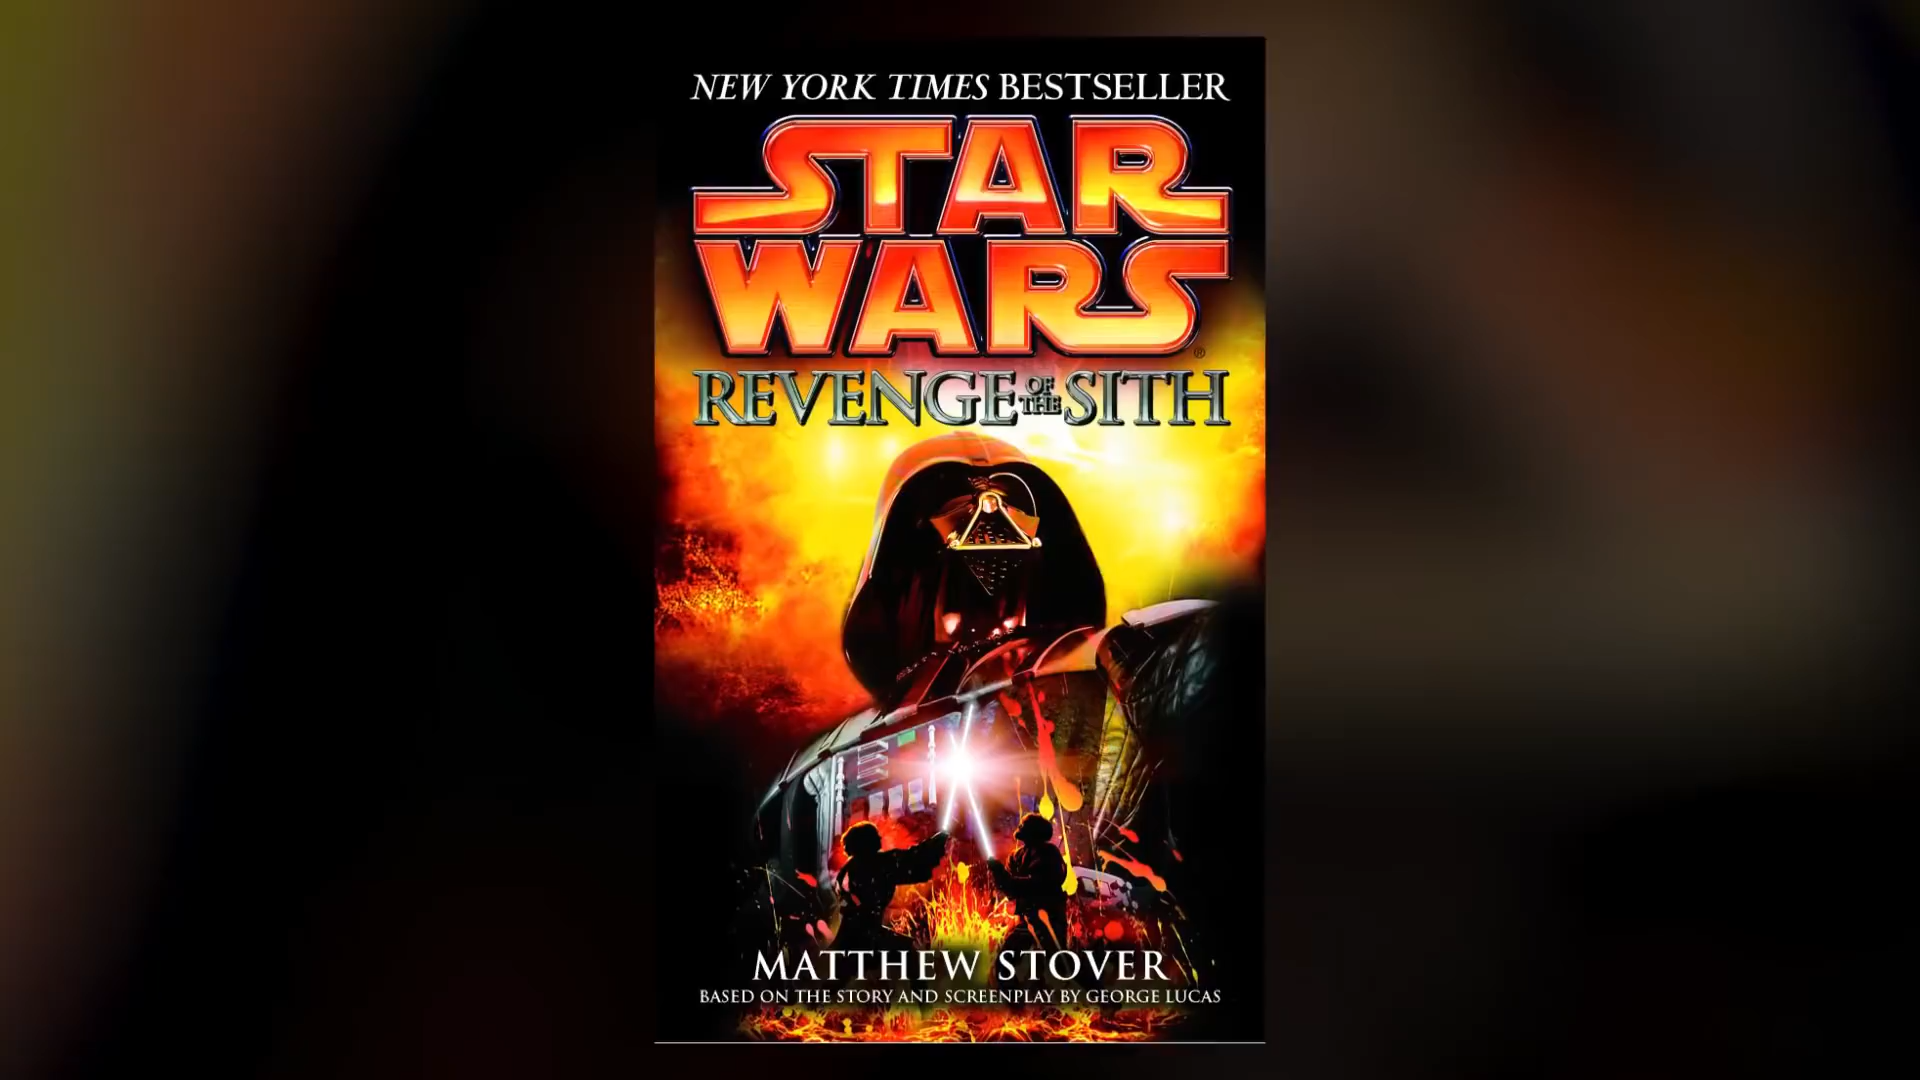 NEW YORK TIMES BESTSELLER
STAR
WARS®
REVENGE OF THE SITH
MATTHEW STOVER
BASED ON THE STORY AND SCREENPLAY BY GEORGE LUCAS